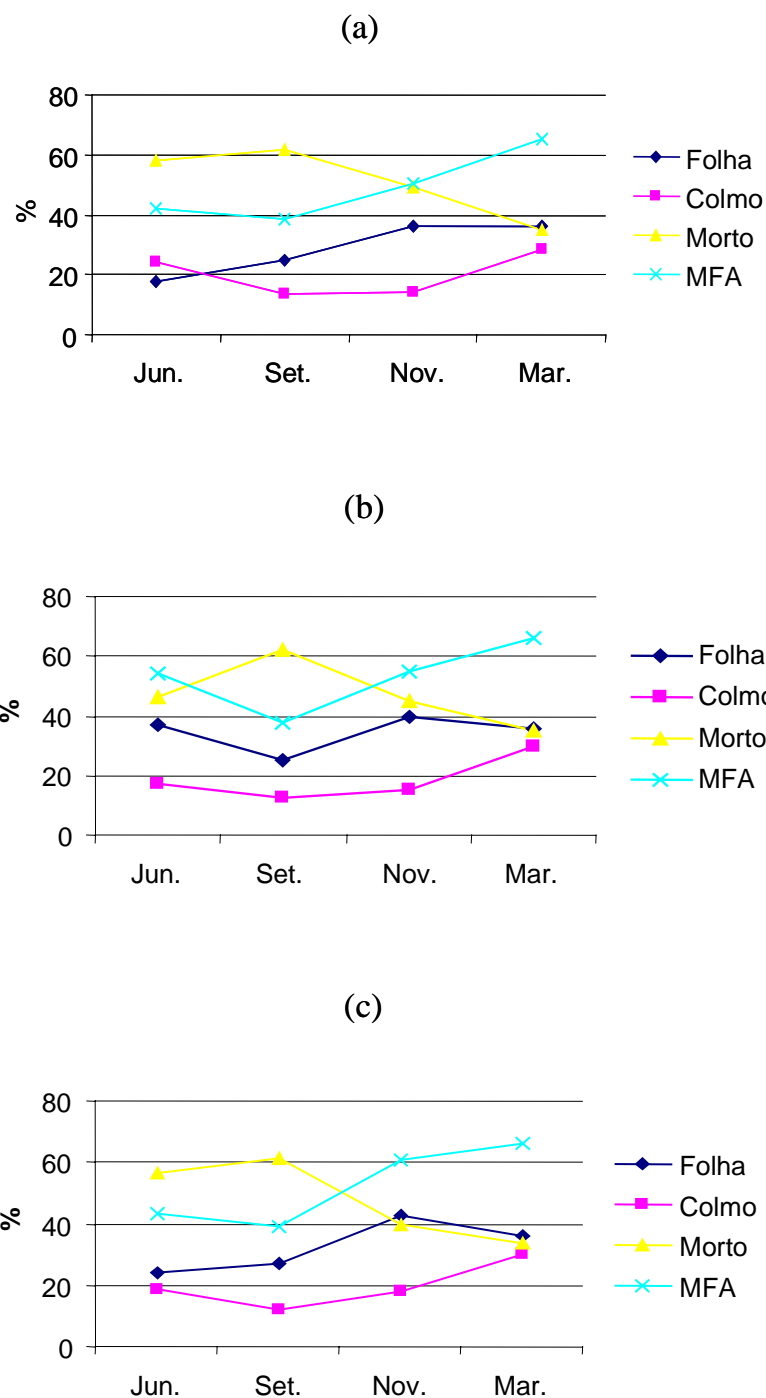 (a)
80
60
40
20
0
%
Jun. Set. Nov. Mar.
Folha
Colmo
Morto
MFA
(b)
80
60
40
20
0
%
Jun. Set. Nov. Mar.
Folha
Colmo
Morto
MFA
(c)
80
60
40
20
0
%
Jun. Set. Nov. Mar.
Folha
Colmo
Morto
MFA